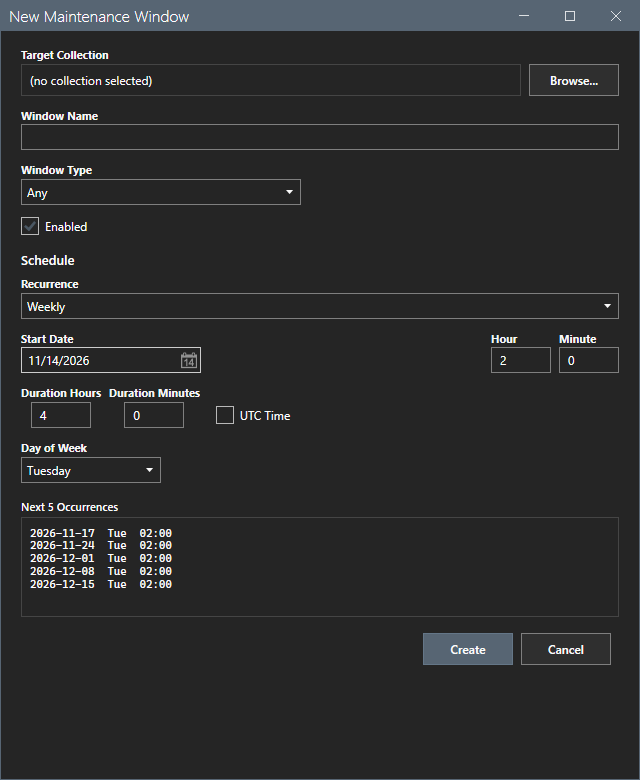 New Maintenance Window
Target Collection
(no collection selected)
Browse...
Window Name
Window Type
Any
Enabled
Schedule
Recurrence
Weekly
Start Date
Hour
Minute
11/14/2026
14
2
0
Duration Hours
Duration Minutes
4
0
UTC Time
Day of Week
Tuesday
Next 5 Occurrences
2026-11-17 Tue 02:00
2026-11-24 Tue 02:00
2026-12-01 Tue 02:00
2026-12-08 Tue 02:00
2026-12-15 Tue 02:00
Create
Cancel